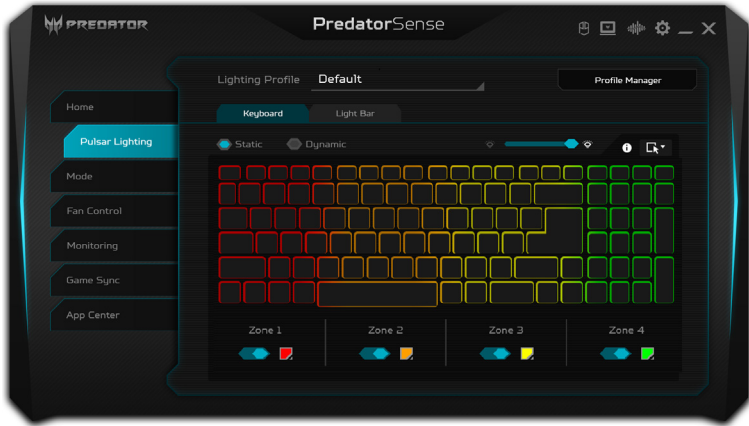 PREDATOR
PredatorSense
Lighting Profile Default
Profile Manager
Home
Pulsar Lighting
Mode
Fan Control
Monitoring
Game Sync
App Center
Keyboard Light Bar
Static Dynamic
Zone 1 Zone 2 Zone 3 Zone 4